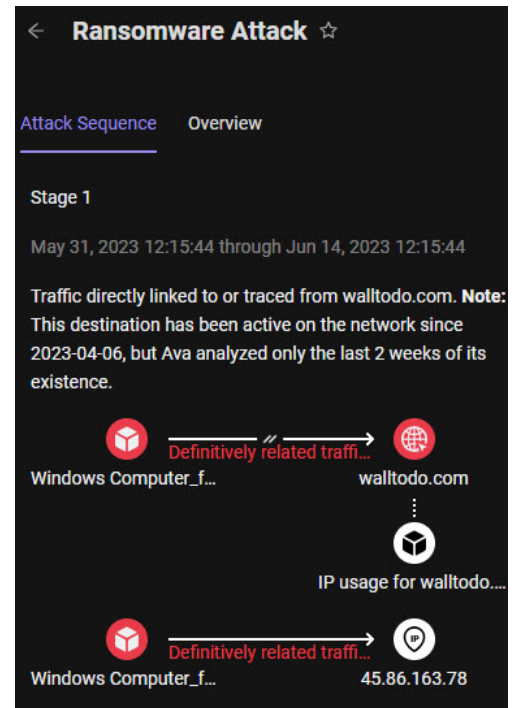 Ransomware Attack
Attack Sequence Overview
Stage 1
May 31, 2023 12:15:44 through Jun 14, 2023 12:15:44
Traffic directly linked to or traced from walltodo.com. Note:
This destination has been active on the network since
2023-04-06, but Ava analyzed only the last 2 weeks of its
existence.
Definitively related traffi...
Windows Computer_f... walltodo.com
IP usage for walltodo....
IP
Definitively related traffi...
Windows Computer_f... 45.86.163.78